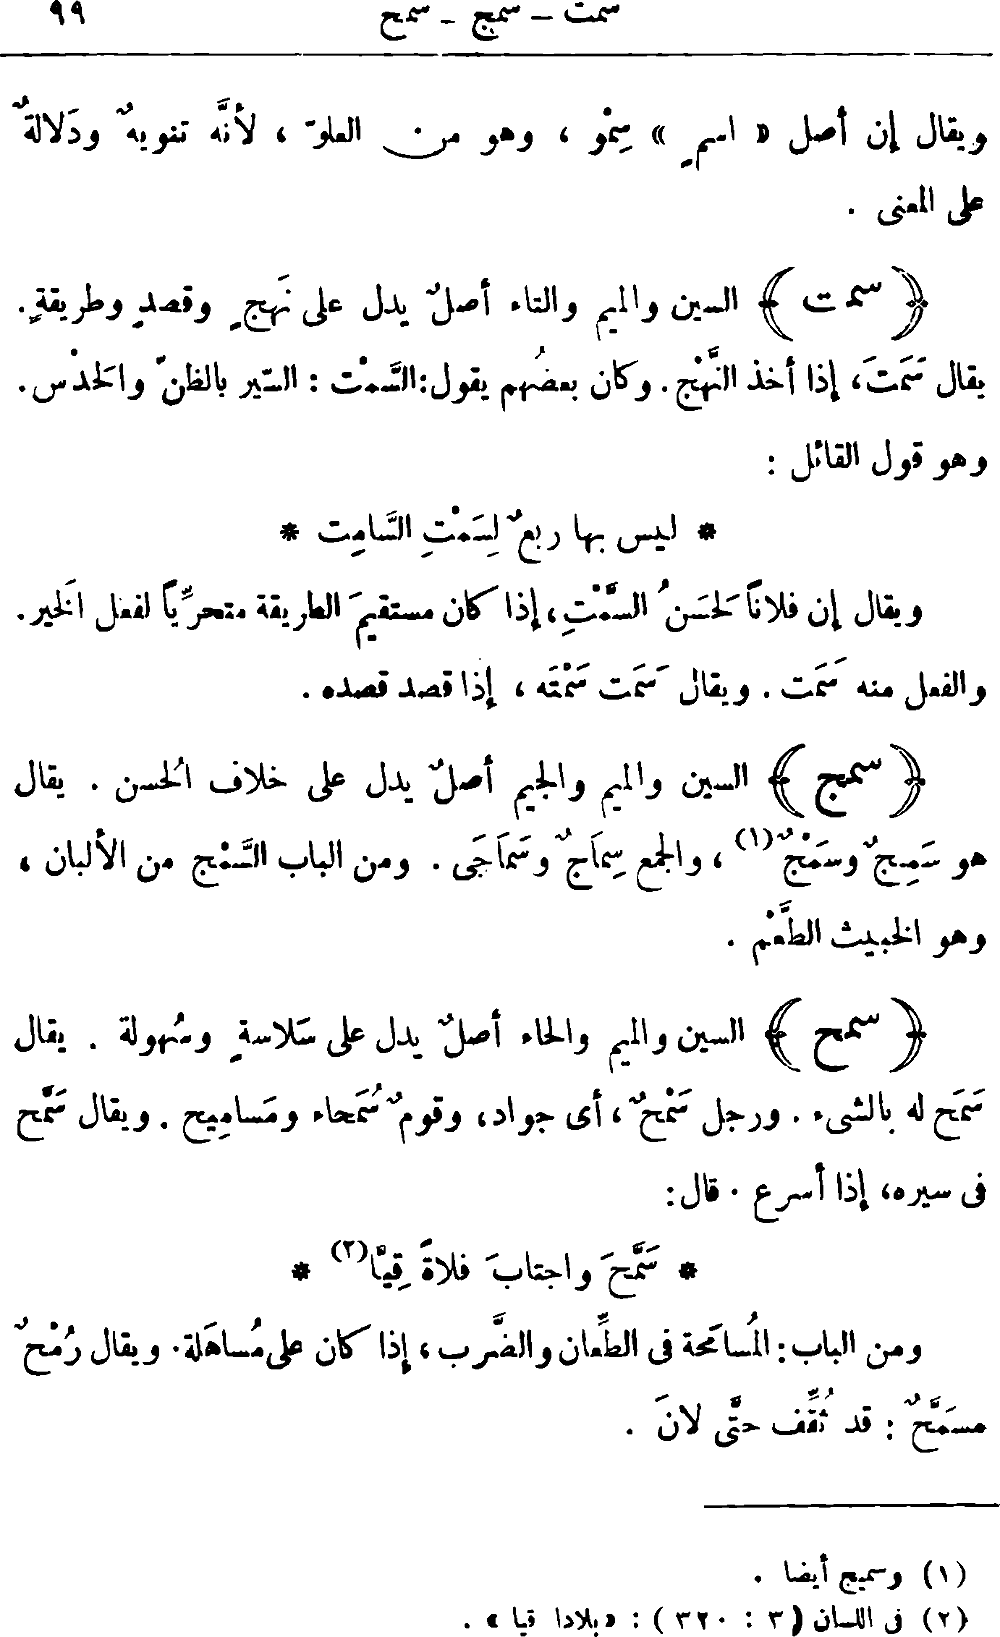 سمت – سمج – سمح ٩٩
ويقال إن أصل « اسمٍ » سِمْو ، وهو من العلوّ ، لأنَّه تنويهٌ ودَلالةٌ
على المعنى .
﴿ سمت ﴾ السين والميم والتاء أصلٌ يدل على نَهجٍ وقصدٍ وطريقةٍ.
يقال سَمَتَ، إذا أخذ النَّهْج. وكان بعضُهم يقول: السَّمْت : السّير بالظنّ والحَدْس.
وهو قول القائل :
* ليس بها ربعٌ لِسَمْتِ السَّامِت *
ويقال إن فلاناً لحَسَنُ السَّمْتِ، إذا كان مستقيمَ الطريقة متحرِّياً لفعل الخير.
والفعل منه سَمَت . ويقال سَمَت سَمْتَه ، إذا قصد قصده .
﴿ سمج ﴾ السين والميم والجيم أصلٌ يدل على خلاف الحُسن . يقال
هو سَمِجٌ وسَمْجٌ(١) ، والجمع سِماَجٌ وسَمَاجَى . ومن الباب السَّمْج من الألبان ،
وهو الخبيث الطَّعْم .
﴿ سمح ﴾ السين والميم والحاء أصلٌ يدل على سَلاسةٍ وسُهولة . يقال
سَمَح له بالشىء . ورجل سَمْحٌ ، أى جواد، وقومٌ سُمَحاء ومَسامِيح . ويقال سَمَّح
فى سيره، إذا أسرع . قال:
* سَمَّحَ واجتابَ فلاةً قِيَّا(٢) *
ومن الباب: المُسامَحة فى الطِّعان والضَّرب ، إذا كان على مُساهَلة. ويقال رُمْحٌ
مسَمَّحٌ : قد ثُقِّف حتَّى لانَ .
(١) وسميج أيضا .
(٢) فى اللسان ( ٣ : ٣٢٠ ) : « بلادا قيا » .